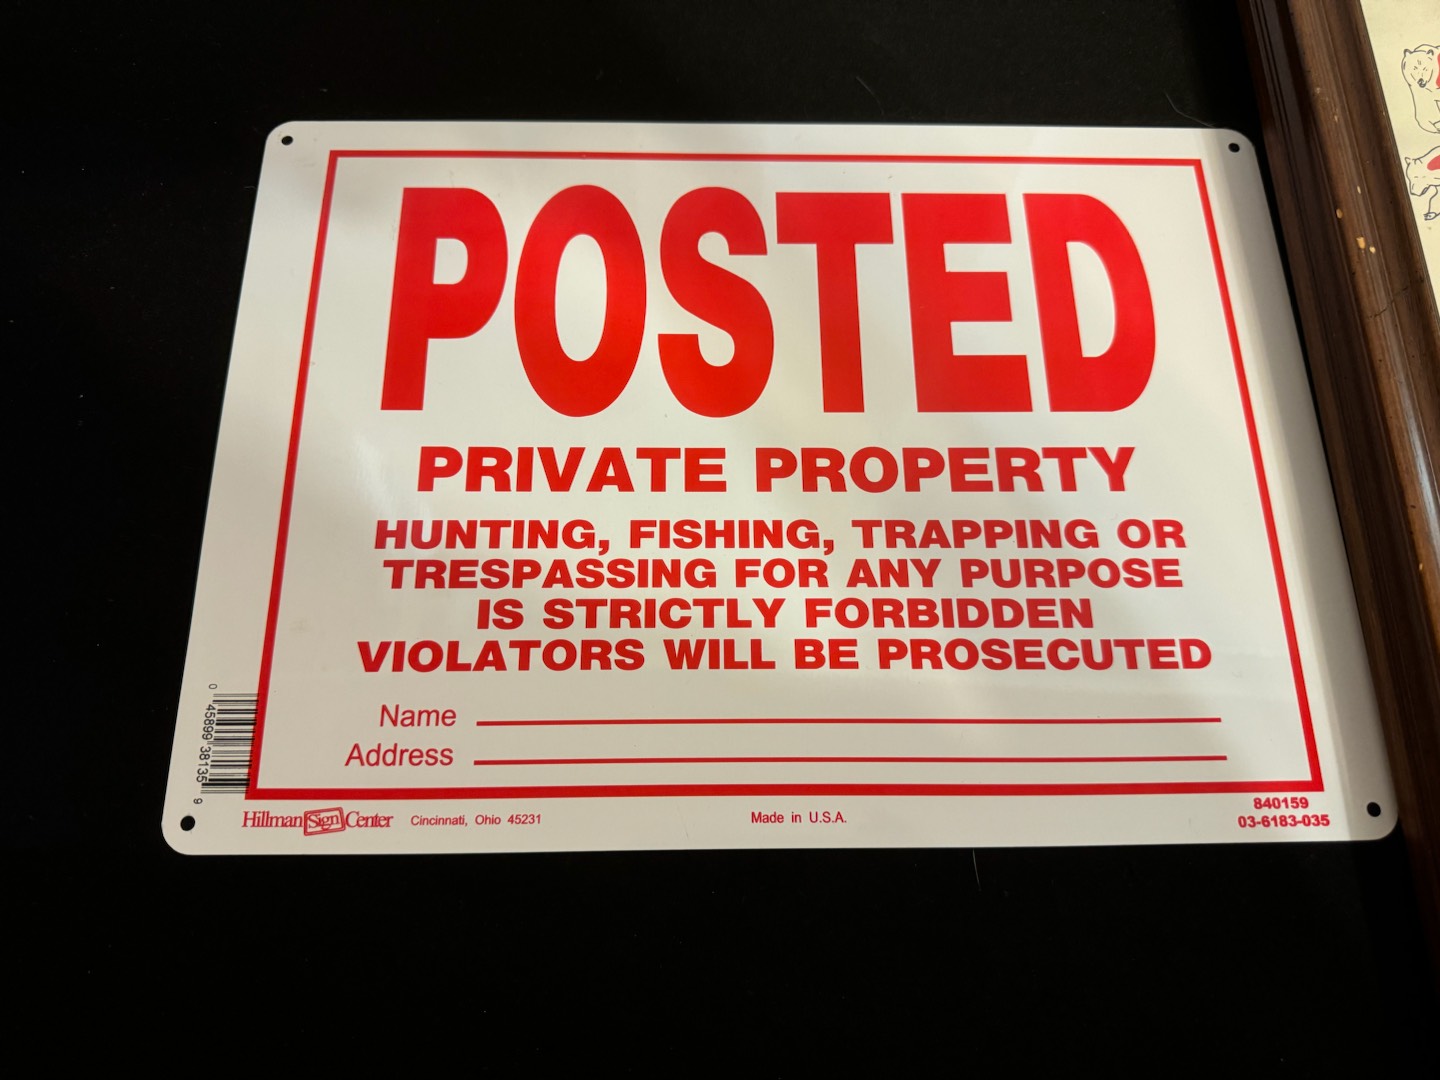 POSTED
PRIVATE PROPERTY
HUNTING, FISHING, TRAPPING OR
TRESPASSING FOR ANY PURPOSE
IS STRICTLY FORBIDDEN
VIOLATORS WILL BE PROSECUTED
Name
Address
0 45899 38135 9
Hillman Sign Center Cincinnati, Ohio 45231
Made in U.S.A.
840159
03-6183-035